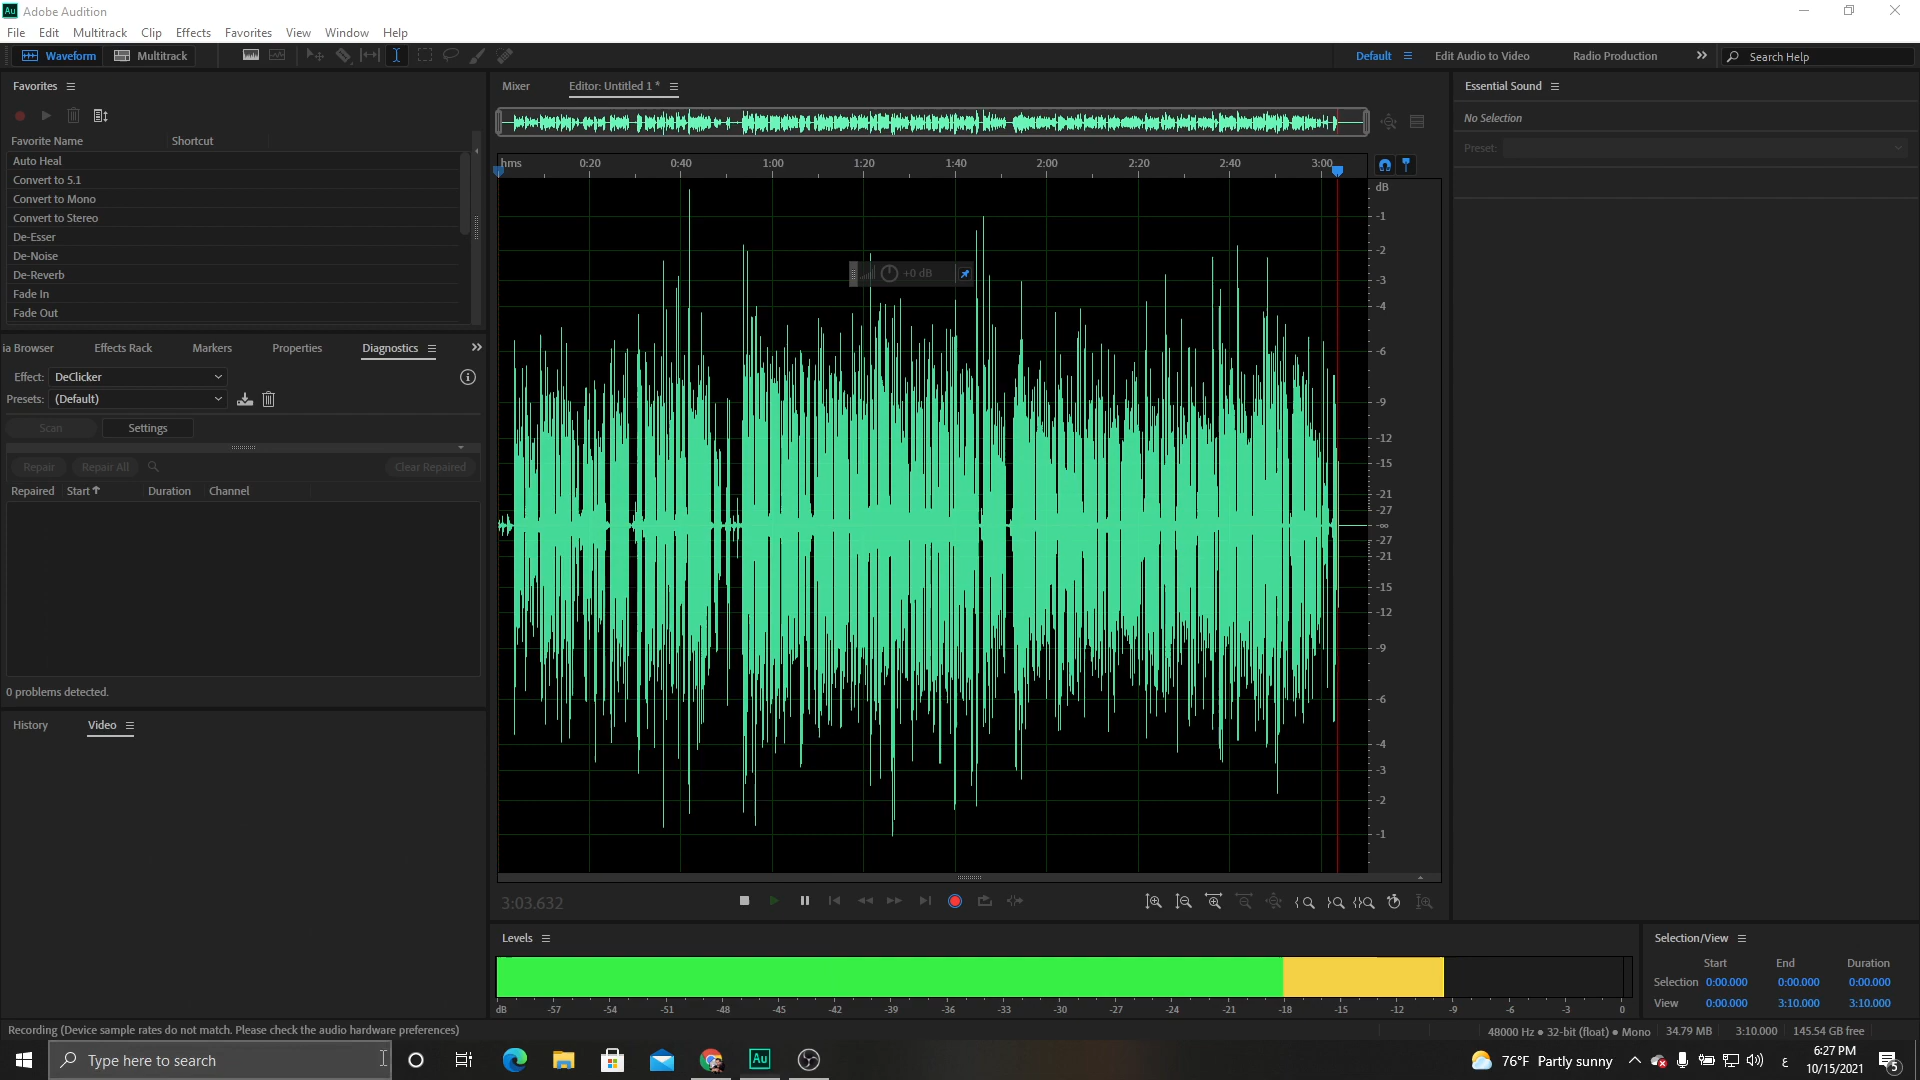 Au Adobe Audition
File Edit Multitrack Clip Effects Favorites View Window Help
Waveform Multitrack Default Edit Audio to Video Radio Production Search Help
Favorites
Favorite Name Shortcut
Auto Heal
Convert to 5.1
Convert to Mono
Convert to Stereo
De-Esser
De-Noise
De-Reverb
Fade In
Fade Out
ia Browser Effects Rack Markers Properties Diagnostics
Effect: DeClicker
Presets: (Default)
Scan Settings
Repair Repair All Clear Repaired
Repaired Start Duration Channel
0 problems detected.
History Video
Mixer Editor: Untitled 1 *
hms 0:20 0:40 1:00 1:20 1:40 2:00 2:20 2:40 3:00
+0 dB
dB
-1
-2
-3
-4
-6
-9
-12
-15
-21
-27
-∞
-27
-21
-15
-12
-9
-6
-4
-3
-2
-1
3:03.632
Levels
dB -57 -54 -51 -48 -45 -42 -39 -36 -33 -30 -27 -24 -21 -18 -15 -12 -9 -6 -3 0
Essential Sound
No Selection
Preset:
Selection/View
Start End Duration
Selection 0:00.000 0:00.000 0:00.000
View 0:00.000 3:10.000 3:10.000
Recording (Device sample rates do not match. Please check the audio hardware preferences)
48000 Hz ● 32-bit (float) ● Mono 34.79 MB 3:10.000 145.54 GB free
Type here to search
Au
76°F Partly sunny
ع
6:27 PM
10/15/2021
5